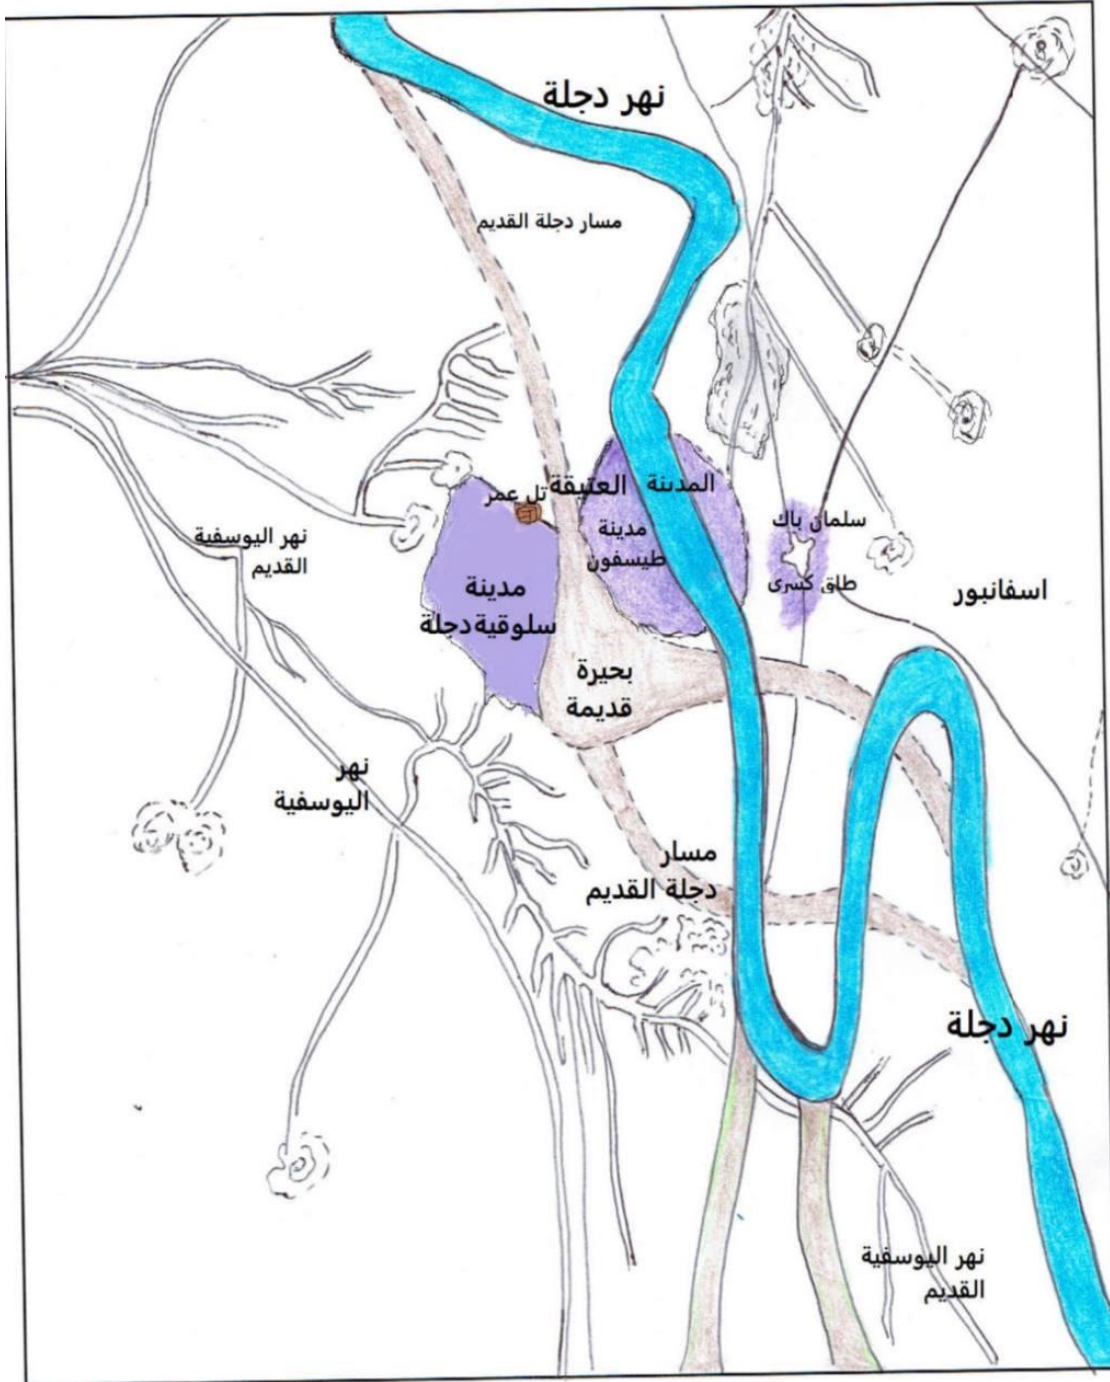 نهر دجلة
مسار دجلة القديم
المدينة العتيقة
تل عمر
مدينة
طيسفون
سلمان باك
طاق كسرى
اسفانبور
نهر اليوسفية
القديم
مدينة
سلوقية دجلة
بحيرة
قديمة
نهر
اليوسفية
مسار
دجلة القديم
نهر دجلة
نهر اليوسفية
القديم